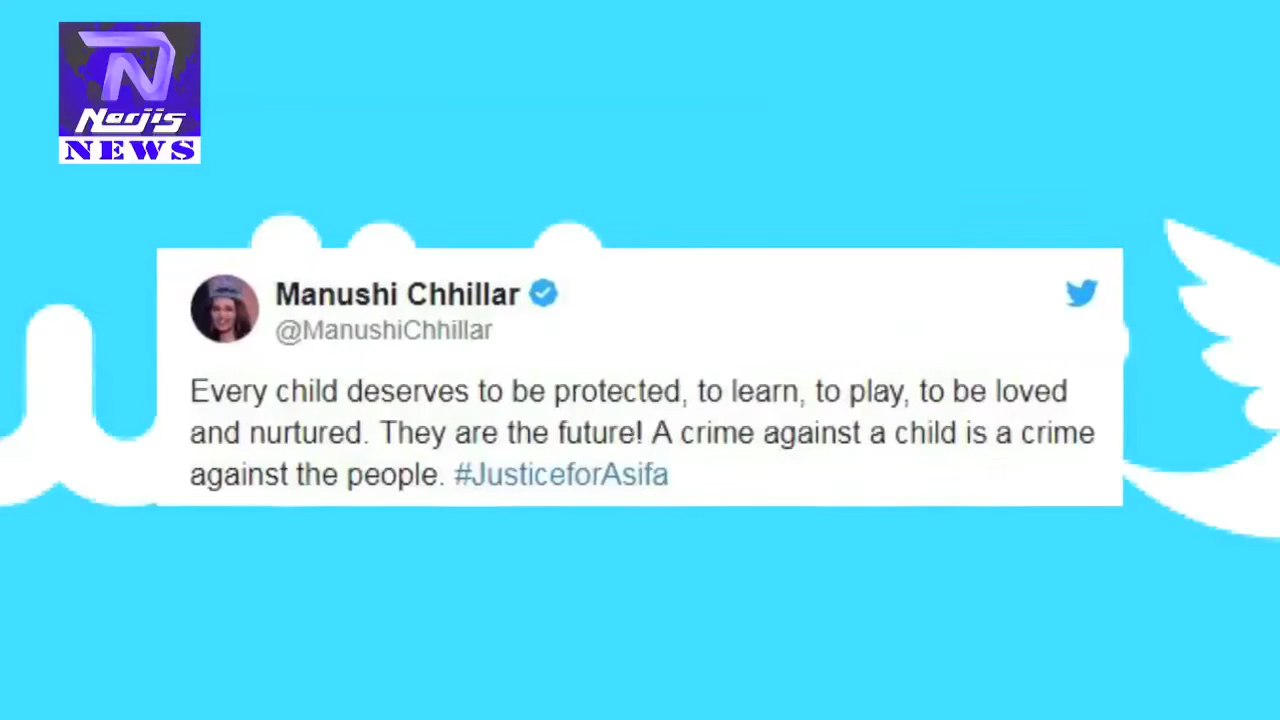 Narjis
NEWS
Manushi Chhillar
@ManushiChhillar
Every child deserves to be protected, to learn, to play, to be loved
and nurtured. They are the future! A crime against a child is a crime
against the people. #JusticeforAsifa